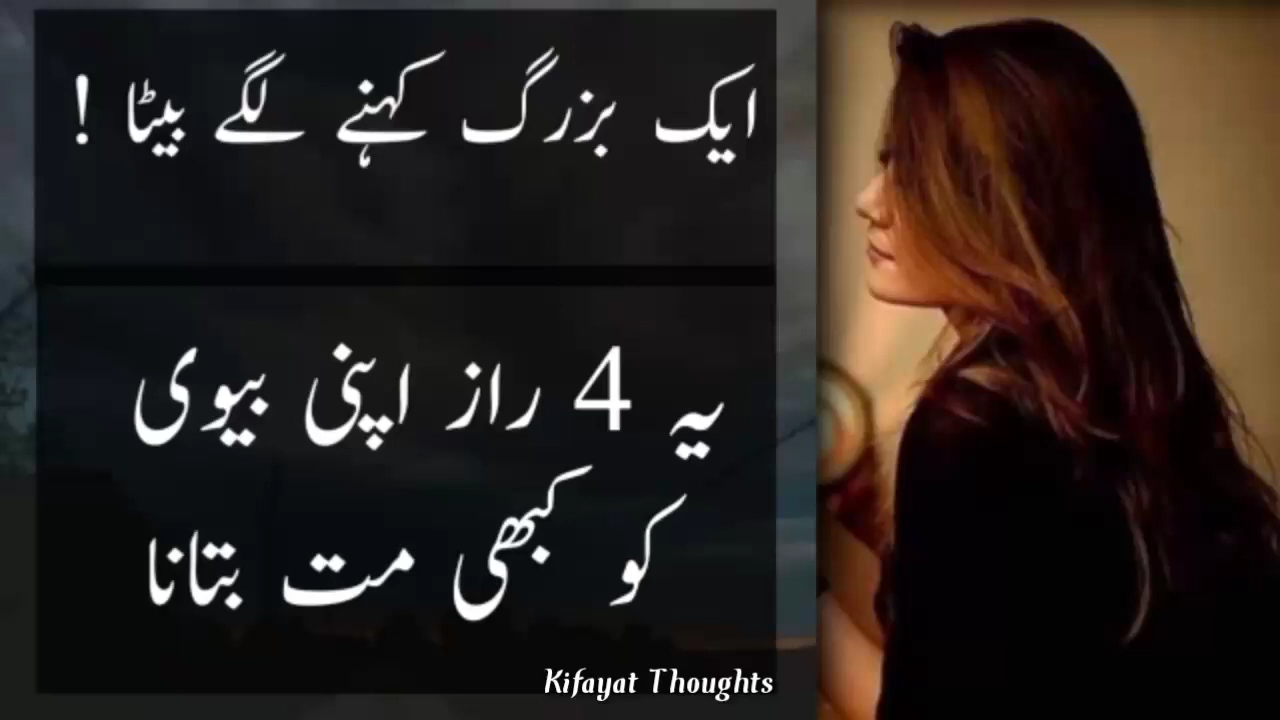 ایک بزرگ کہنے لگے بیٹا !
یہ 4 راز اپنی بیوی
کو کبھی مت بتانا
Kifayat Thoughts